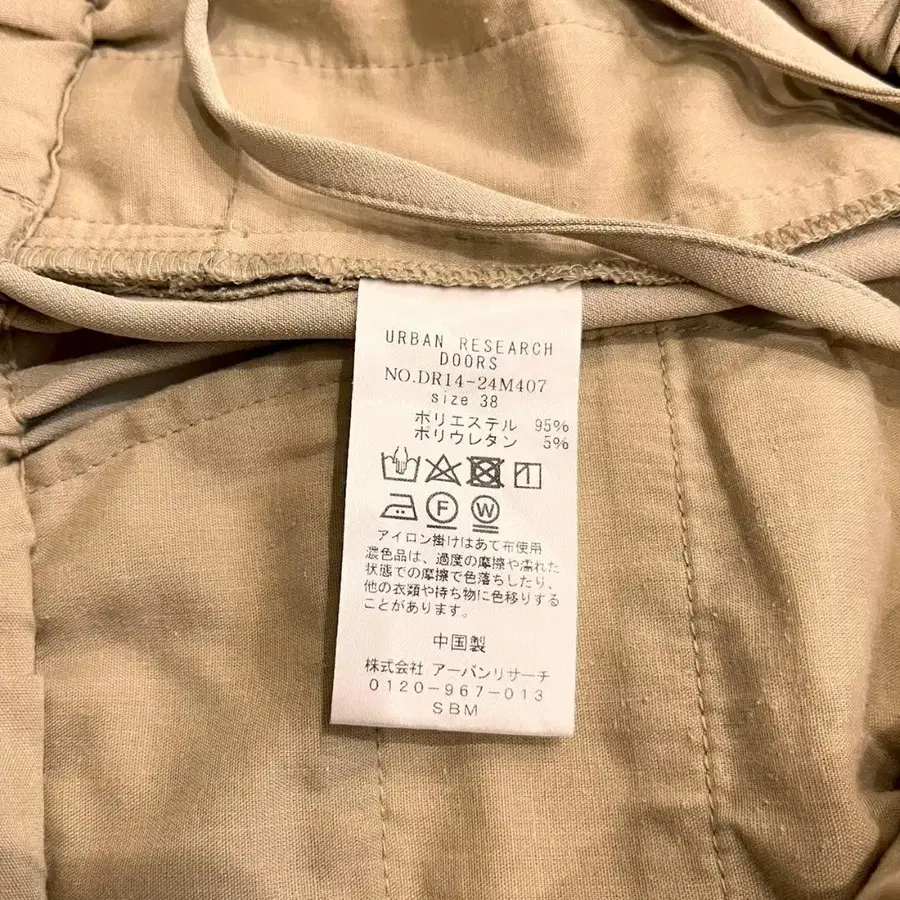 URBAN RESEARCH
DOORS
NO.DR14-24M407
size 38
ポリエステル 95%
ポリウレタン 5%
F W
アイロン掛けはあて布使用
濃色品は、過度の摩擦や濡れた
状態での摩擦で色落ちしたり、
他の衣類や持ち物に色移りする
ことがあります。
中国製
株式会社 アーバンリサーチ
0120-967-013
SBM